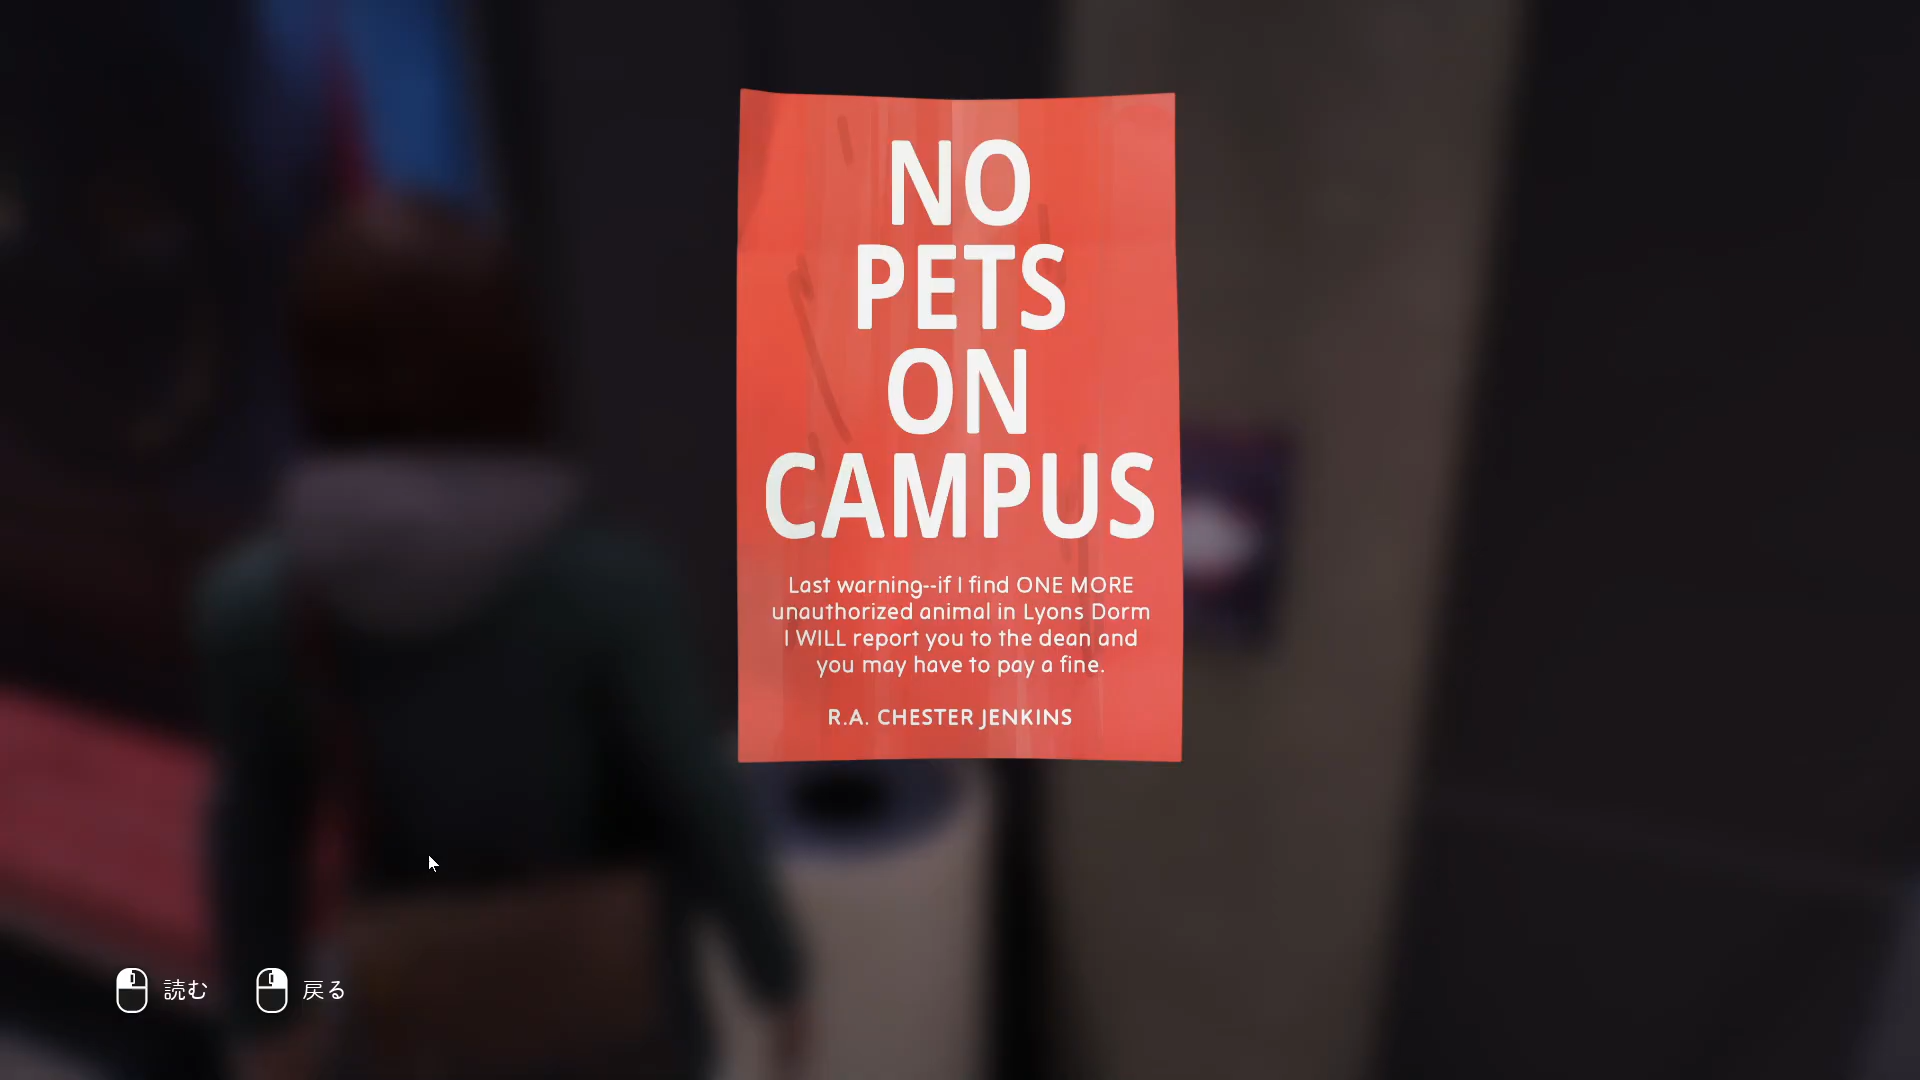 NO
PETS
ON
CAMPUS
Last warning--if I find ONE MORE
unauthorized animal in Lyons Dorm
I WILL report you to the dean and
you may have to pay a fine.
R.A. CHESTER JENKINS
読む 戻る